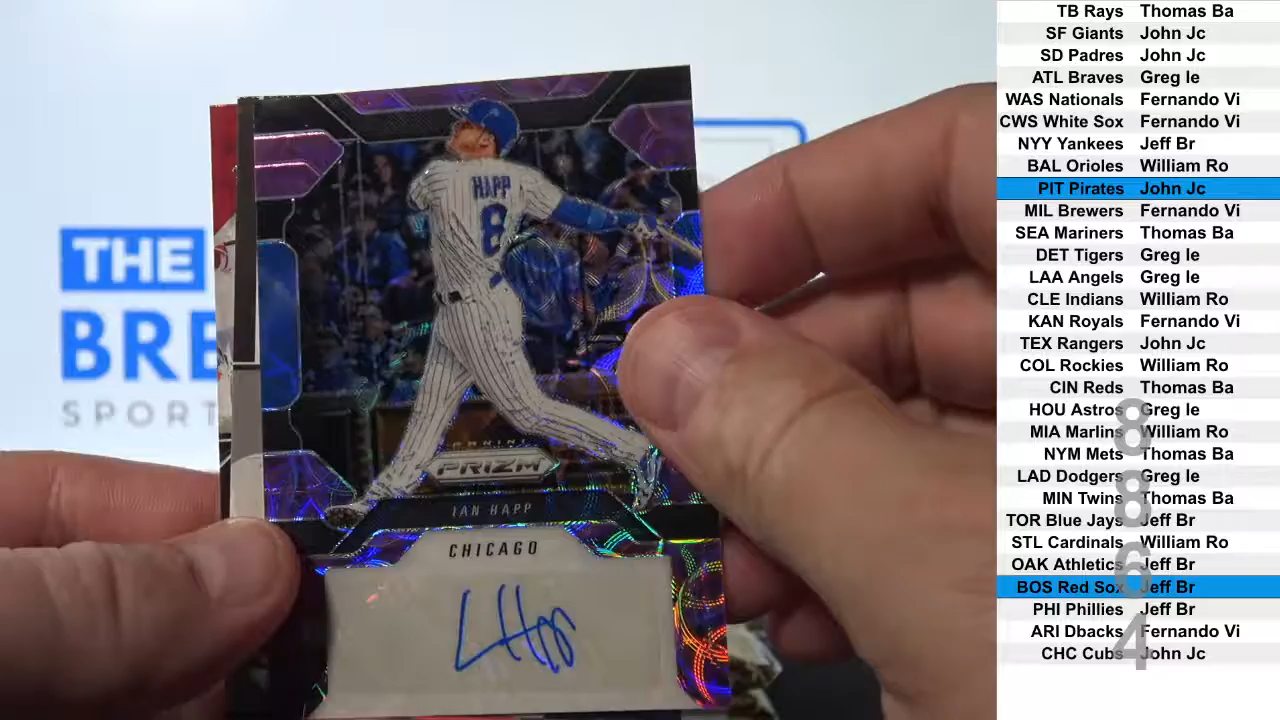 THE
BRE
SPORT
HAPP
8
PANINI
PRIZM
IAN HAPP
CHICAGO
TB Rays Thomas Ba
SF Giants John Jc
SD Padres John Jc
ATL Braves Greg le
WAS Nationals Fernando Vi
CWS White Sox Fernando Vi
NYY Yankees Jeff Br
BAL Orioles William Ro
PIT Pirates John Jc
MIL Brewers Fernando Vi
SEA Mariners Thomas Ba
DET Tigers Greg le
LAA Angels Greg le
CLE Indians William Ro
KAN Royals Fernando Vi
TEX Rangers John Jc
COL Rockies William Ro
CIN Reds Thomas Ba
HOU Astros Greg le
MIA Marlins William Ro
NYM Mets Thomas Ba
LAD Dodgers Greg le
MIN Twins Thomas Ba
TOR Blue Jays Jeff Br
STL Cardinals William Ro
OAK Athletics Jeff Br
BOS Red Sox Jeff Br
PHI Phillies Jeff Br
ARI Dbacks Fernando Vi
CHC Cubs John Jc
8
8
6
4